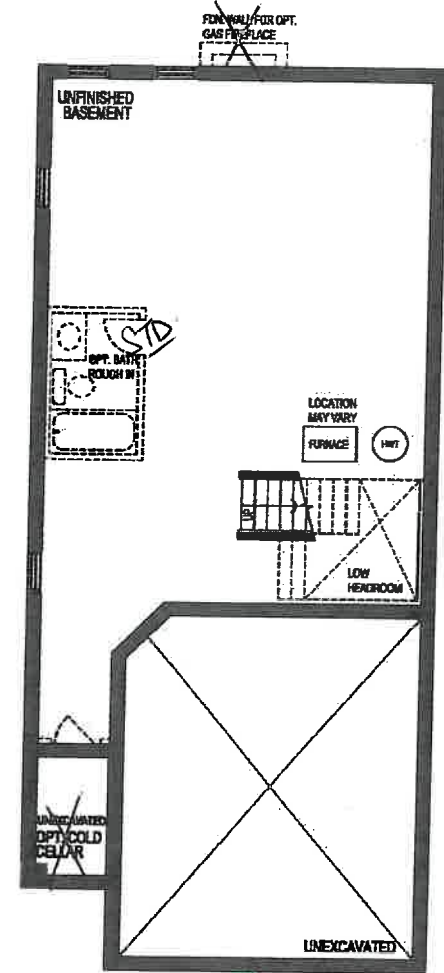 FDN. WALL FOR OPT.
GAS FIREPLACE
UNFINISHED
BASEMENT
STD
OPT. BATH
ROUGH IN
LOCATION
MAY VARY
FURNACE
HWT
UP
LOW
HEADROOM
UNEXCAVATED
OPT. COLD
CELLAR
UNEXCAVATED